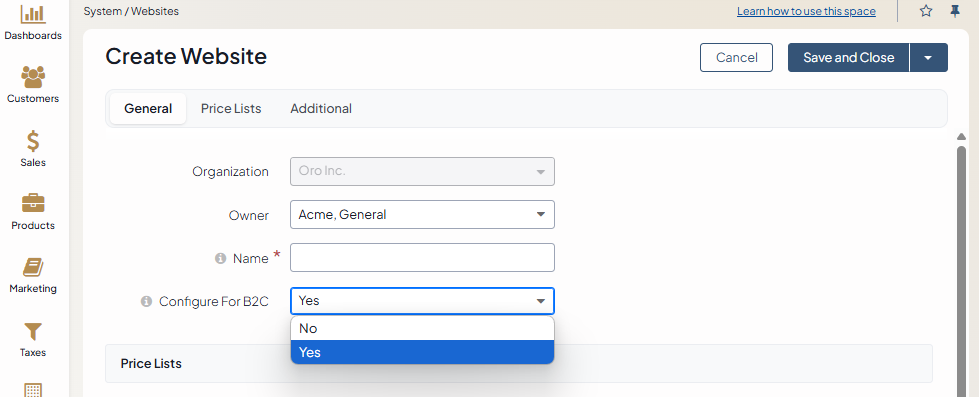 System / Websites
Learn how to use this space
Dashboards
Customers
Sales
Products
Marketing
Taxes
Create Website
Cancel
Save and Close
General
Price Lists
Additional
Organization
Oro Inc.
Owner
Acme, General
Name *
Configure For B2C
Yes
No
Yes
Price Lists